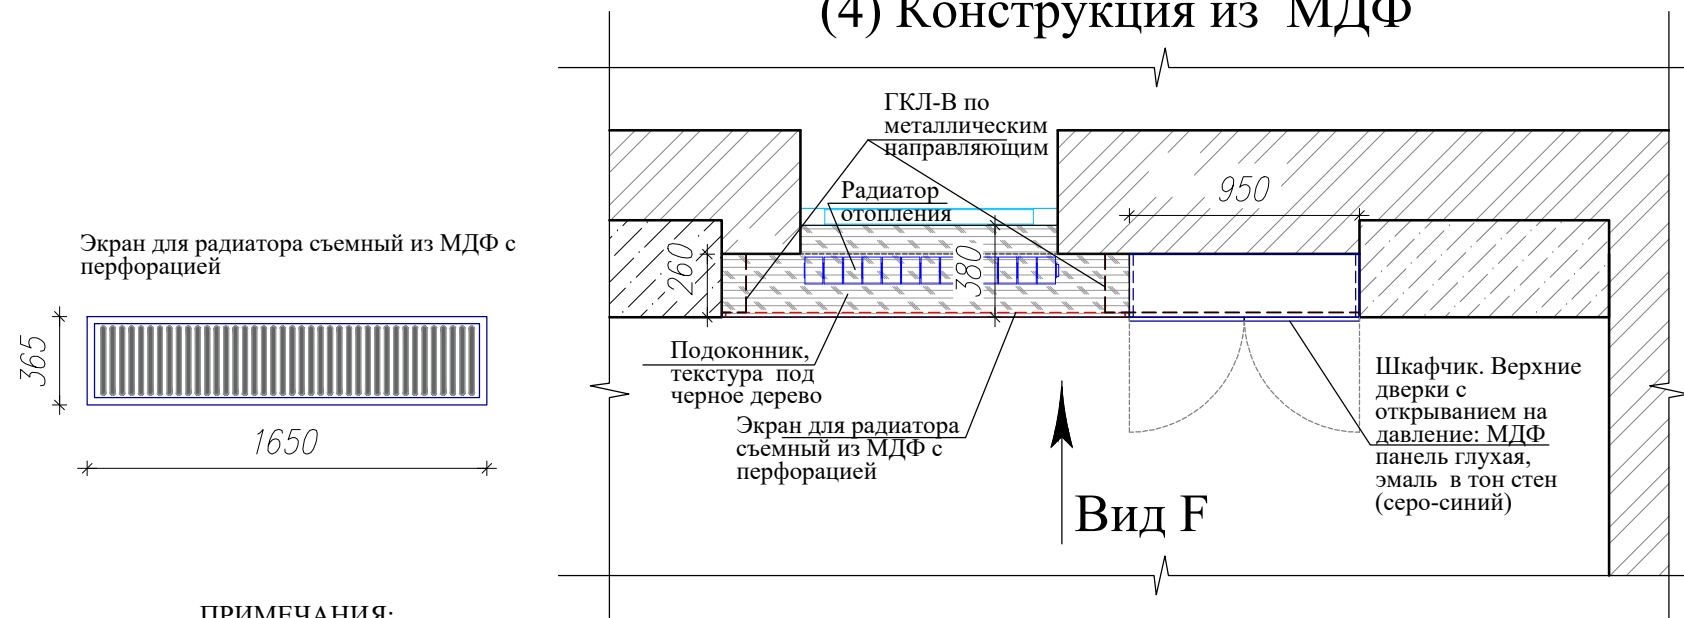 (4) Конструкция из МДФ
ГКЛ-В по
металлическим
направляющим
Радиатор
отопления
950
260
380
Экран для радиатора съемный из МДФ с
перфорацией
365
1650
Подоконник,
текстура под
черное дерево
Экран для радиатора
съемный из МДФ с
перфорацией
Шкафчик. Верхние
дверки с
открыванием на
давление: МДФ
панель глухая,
эмаль в тон стен
(серо-синий)
Вид F
ПРИМЕЧАНИЯ: